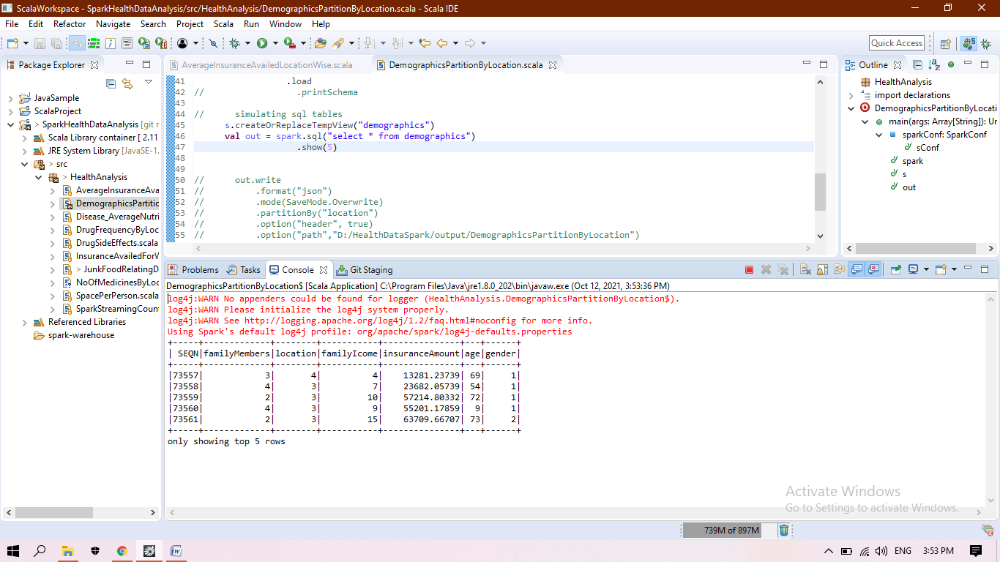 ScalaWorkspace - SparkHealthDataAnalysis/src/HealthAnalysis/DemographicsPartitionByLocation.scala - Scala IDE
File Edit Refactor Navigate Search Project Scala Run Window Help
Quick Access
Package Explorer
JavaSample
ScalaProject
> SparkHealthDataAnalysis [git r
Scala Library container [ 2.11
JRE System Library [JavaSE-1.
> src
> HealthAnalysis
AverageInsuranceAva
DemographicsPartitic
Disease_AverageNutri
DrugFrequencyByLoc
DrugSideEffects.scala
InsuranceAvailedForV
> JunkFoodRelatingD
NoOfMedicinesByLoc
SpacePerPerson.scala
SparkStreamingCoun
Referenced Libraries
spark-warehouse
AverageInsuranceAvailedLocationWise.scala
DemographicsPartitionByLocation.scala
41 .load
42 // .printSchema
43
44 // simulating sql tables
45 s.createOrReplaceTempView("demographics")
46 val out = spark.sql("select * from demographics")
47 .show(5)
48
49
50 // out.write
51 // .format("json")
52 // .mode(SaveMode.Overwrite)
53 // .partitionBy("location")
54 // .option("header", true)
55 // .option("path","D:/HealthDataSpark/output/DemographicsPartitionByLocation")
Outline
HealthAnalysis
import declarations
DemographicsPartitionByLocati
main(args: Array[String]): Ur
sparkConf: SparkConf
sConf
spark
s
out
Problems Tasks Console Git Staging
DemographicsPartitionByLocation$ [Scala Application] C:\Program Files\Java\jre1.8.0_202\bin\javaw.exe (Oct 12, 2021, 3:53:36 PM)
log4j:WARN No appenders could be found for logger (HealthAnalysis.DemographicsPartitionByLocation$).
log4j:WARN Please initialize the log4j system properly.
log4j:WARN See http://logging.apache.org/log4j/1.2/faq.html#noconfig for more info.
Using Spark's default log4j profile: org/apache/spark/log4j-defaults.properties
+-----+-------------+--------+-----------+---------------+---+------+
| SEQN|familyMembers|location|familyIcome|insuranceAmount|age|gender|
+-----+-------------+--------+-----------+---------------+---+------+
|73557| 3| 4| 4| 13281.23739| 69| 1|
|73558| 4| 3| 7| 23682.05739| 54| 1|
|73559| 2| 3| 10| 57214.80332| 72| 1|
|73560| 4| 3| 9| 55201.17859| 9| 1|
|73561| 2| 3| 15| 63709.66707| 73| 2|
+-----+-------------+--------+-----------+---------------+---+------+
only showing top 5 rows
Activate Windows
Go to Settings to activate Windows.
739M of 897M
ENG 3:53 PM